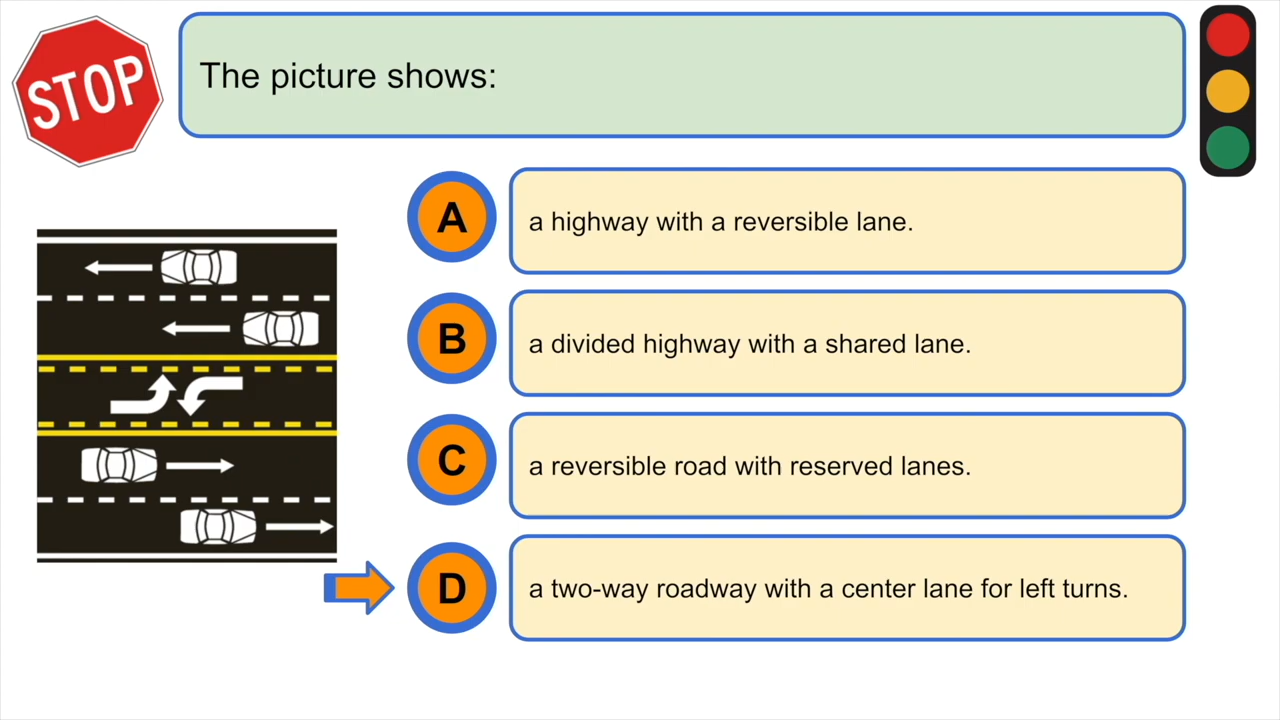 STOP
The picture shows:
A
a highway with a reversible lane.
B
a divided highway with a shared lane.
C
a reversible road with reserved lanes.
D
a two-way roadway with a center lane for left turns.